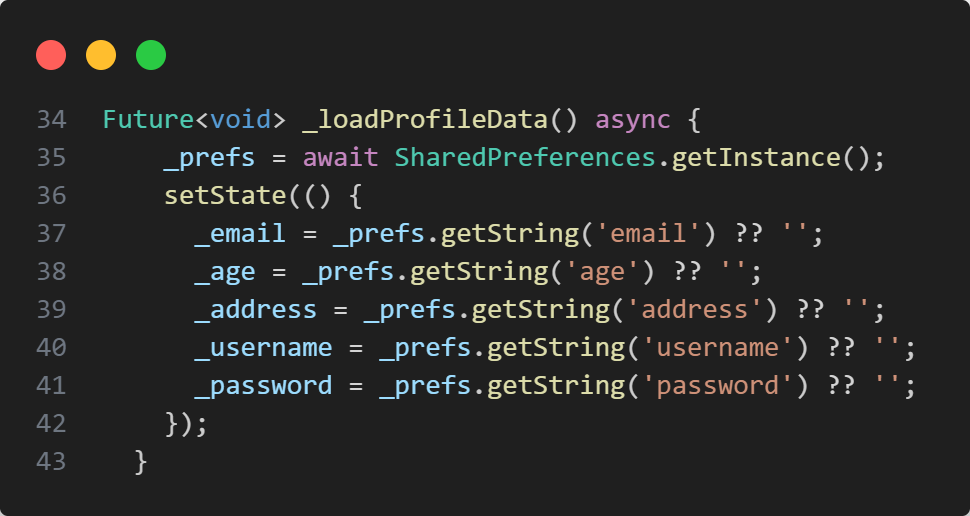 34 Future<void> _loadProfileData() async {
35 _prefs = await SharedPreferences.getInstance();
36 setState(() {
37 _email = _prefs.getString('email') ?? '';
38 _age = _prefs.getString('age') ?? '';
39 _address = _prefs.getString('address') ?? '';
40 _username = _prefs.getString('username') ?? '';
41 _password = _prefs.getString('password') ?? '';
42 });
43 }